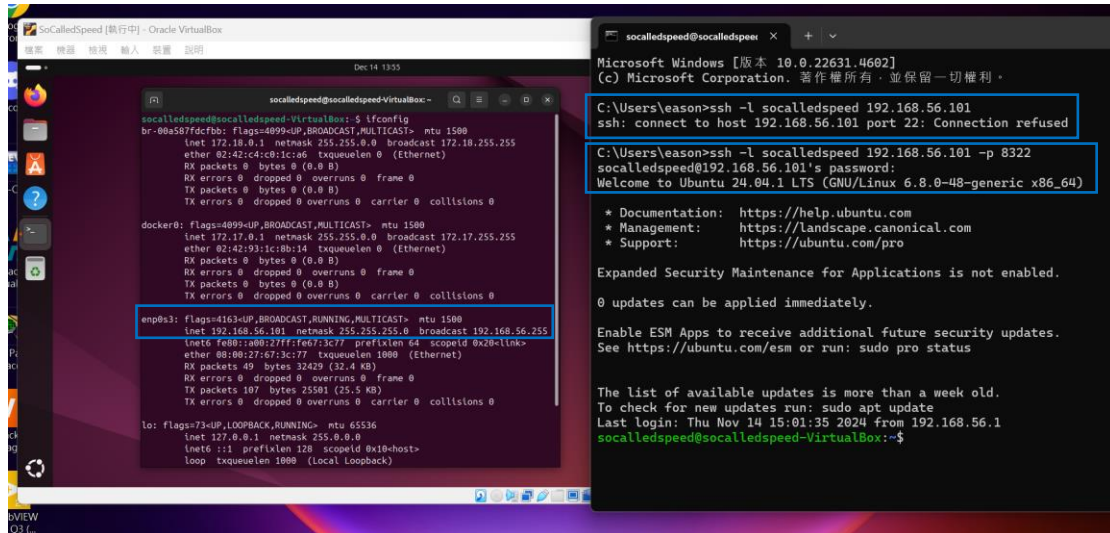 SoCalledSpeed [執行中] - Oracle VirtualBox
檔案 機器 檢視 輸入 裝置 說明
Dec 14 13:55
socalledspeed@socalledspeed-VirtualBox: ~
socalledspeed@socalledspeed-VirtualBox:~$ ifconfig
br-00a587fdcfbb: flags=4099<UP,BROADCAST,MULTICAST> mtu 1500
inet 172.18.0.1 netmask 255.255.0.0 broadcast 172.18.255.255
ether 02:42:c4:c0:1c:a6 txqueuelen 0 (Ethernet)
RX packets 0 bytes 0 (0.0 B)
RX errors 0 dropped 0 overruns 0 frame 0
TX packets 0 bytes 0 (0.0 B)
TX errors 0 dropped 0 overruns 0 carrier 0 collisions 0
docker0: flags=4099<UP,BROADCAST,MULTICAST> mtu 1500
inet 172.17.0.1 netmask 255.255.0.0 broadcast 172.17.255.255
ether 02:42:93:1c:8b:14 txqueuelen 0 (Ethernet)
RX packets 0 bytes 0 (0.0 B)
RX errors 0 dropped 0 overruns 0 frame 0
TX packets 0 bytes 0 (0.0 B)
TX errors 0 dropped 0 overruns 0 carrier 0 collisions 0
enp0s3: flags=4163<UP,BROADCAST,RUNNING,MULTICAST> mtu 1500
inet 192.168.56.101 netmask 255.255.255.0 broadcast 192.168.56.255
inet6 fe80::a00:27ff:fe67:3c77 prefixlen 64 scopeid 0x20<link>
ether 08:00:27:67:3c:77 txqueuelen 1000 (Ethernet)
RX packets 49 bytes 32429 (32.4 KB)
RX errors 0 dropped 0 overruns 0 frame 0
TX packets 107 bytes 25501 (25.5 KB)
TX errors 0 dropped 0 overruns 0 carrier 0 collisions 0
lo: flags=73<UP,LOOPBACK,RUNNING> mtu 65536
inet 127.0.0.1 netmask 255.0.0.0
inet6 ::1 prefixlen 128 scopeid 0x10<host>
loop txqueuelen 1000 (Local Loopback)
bVIEW
Q3 (...
socalledspeed@socalledspee
Microsoft Windows [版本 10.0.22631.4602]
(c) Microsoft Corporation. 著作權所有，並保留一切權利。
C:\Users\eason>ssh -l socalledspeed 192.168.56.101
ssh: connect to host 192.168.56.101 port 22: Connection refused
C:\Users\eason>ssh -l socalledspeed 192.168.56.101 -p 8322
socalledspeed@192.168.56.101's password:
Welcome to Ubuntu 24.04.1 LTS (GNU/Linux 6.8.0-48-generic x86_64)
* Documentation: https://help.ubuntu.com
* Management: https://landscape.canonical.com
* Support: https://ubuntu.com/pro
Expanded Security Maintenance for Applications is not enabled.
0 updates can be applied immediately.
Enable ESM Apps to receive additional future security updates.
See https://ubuntu.com/esm or run: sudo pro status
The list of available updates is more than a week old.
To check for new updates run: sudo apt update
Last login: Thu Nov 14 15:01:35 2024 from 192.168.56.1
socalledspeed@socalledspeed-VirtualBox:~$